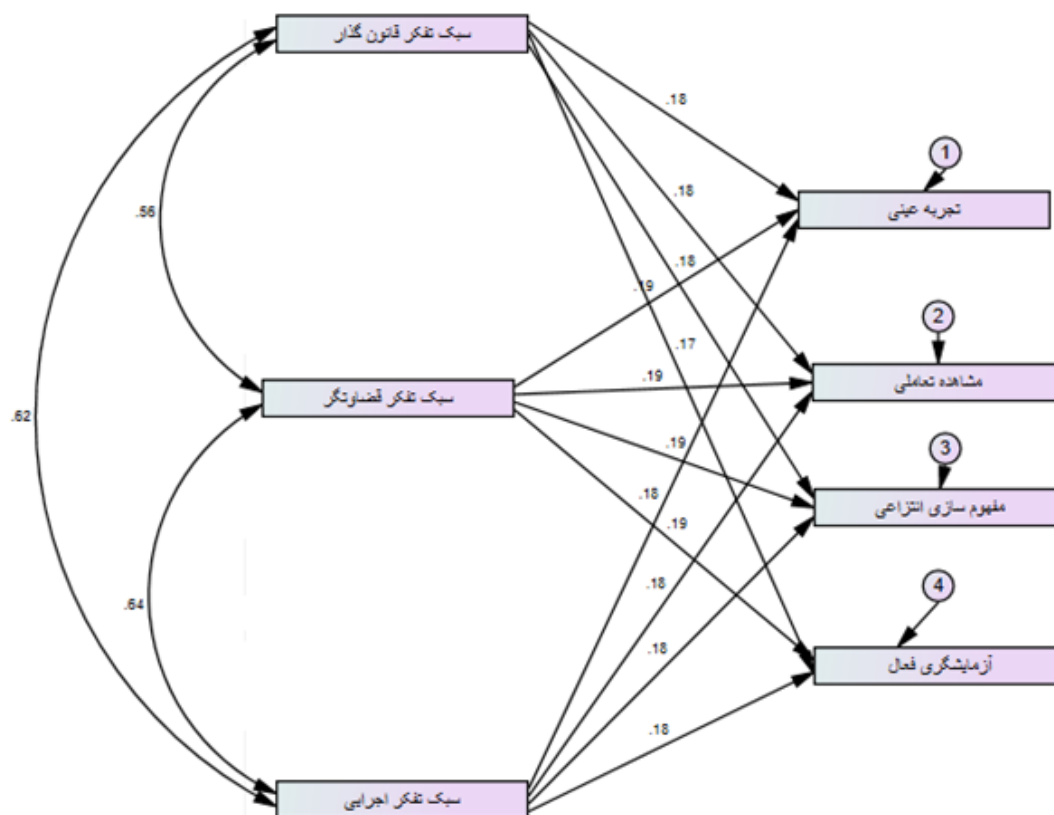 سبک تفکر قانون گذار
.18
1
تجربه عینی
.18
.56
.18
.19
2
.17
مشاهده تعاملی
.19
سبک تفکر قضاوتگر
.62
.19
3
.18
مفهوم سازی انتزاعی
.19
.18
4
.64
.18
آزمایشگری فعال
.18
سبک تفکر اجرایی